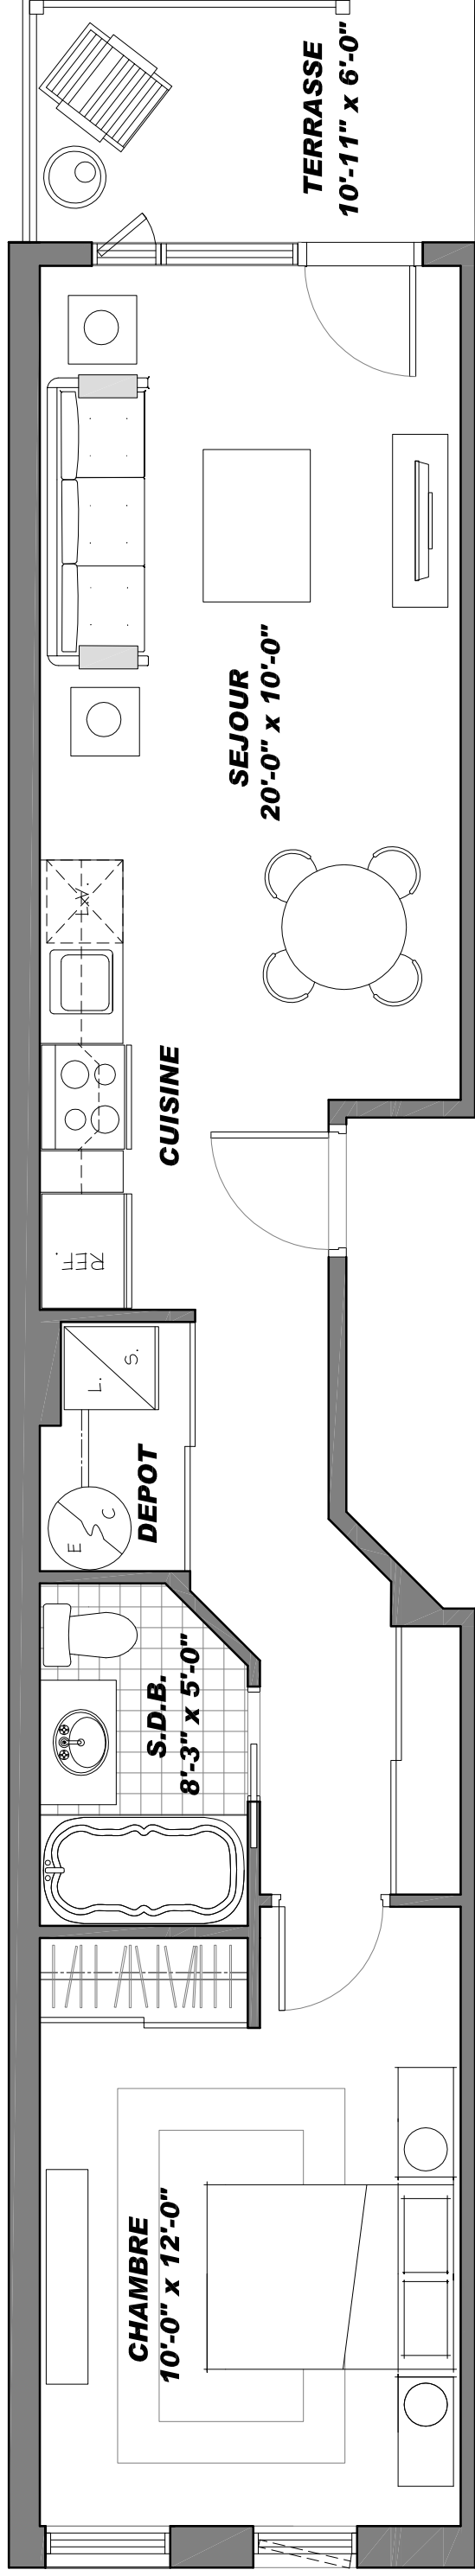 TERRASSE
10'-11" x 6'-0"
SEJOUR
20'-0" x 10'-0"
L.V.
CUISINE
REF.
L.
S.
DEPOT
E
C
S.D.B.
8'-3" x 5'-0"
CHAMBRE
10'-0" x 12'-0"